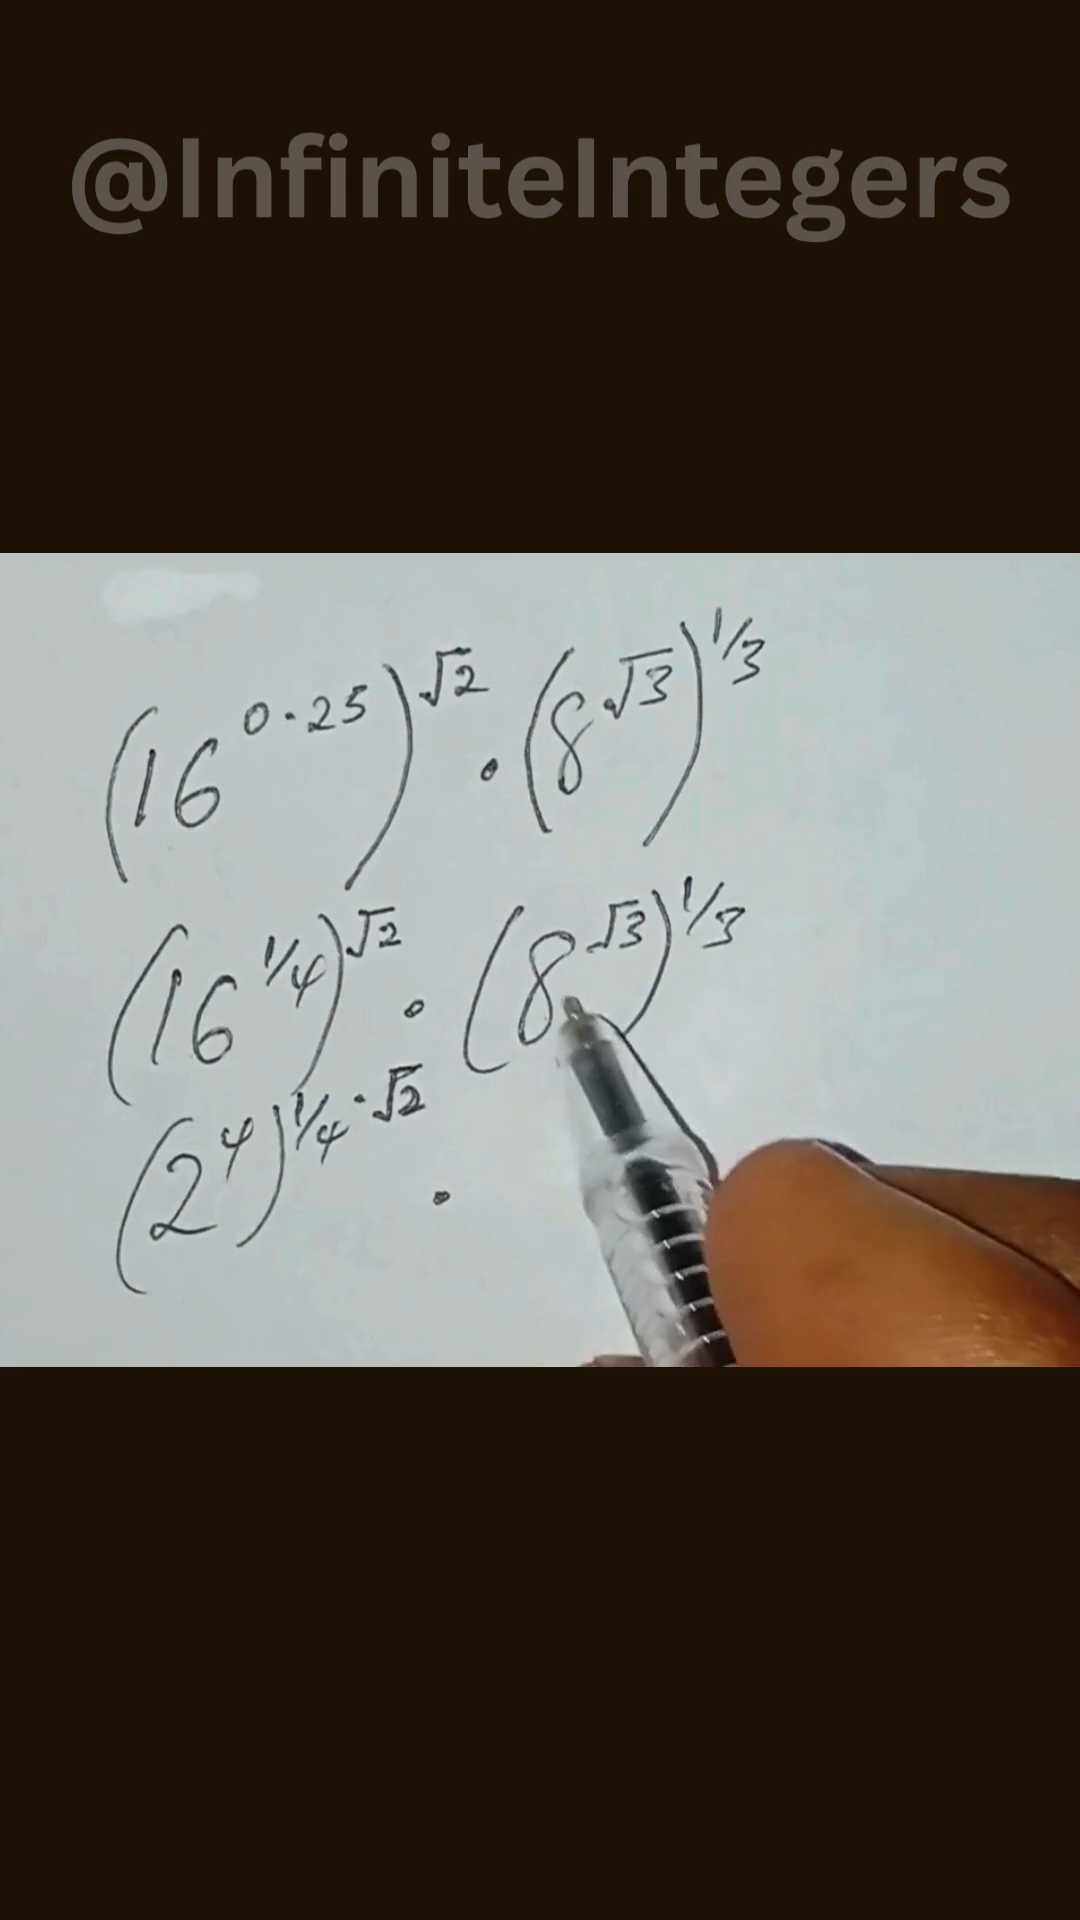 @InfiniteIntegers
(16^0.25)^√2 · (8^√3)^1/3
(16^1/4)^√2 · (8^√3)^1/3
(2^4)^1/4·√2 ·